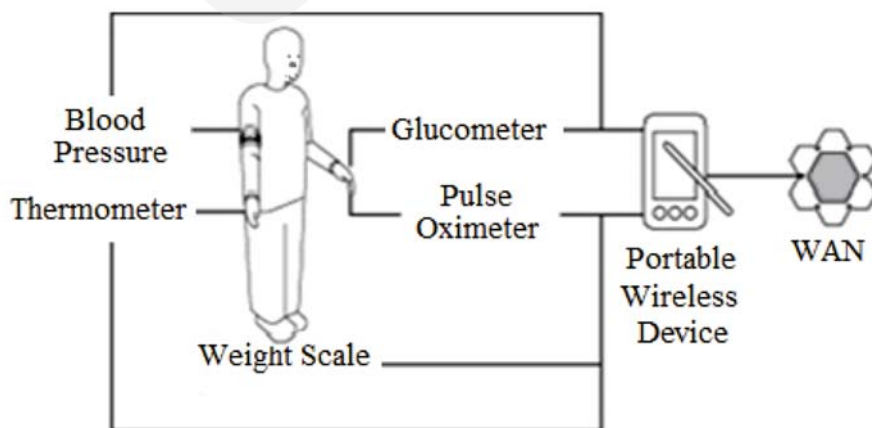 Blood
Pressure
Thermometer
Glucometer
Pulse
Oximeter
Weight Scale
Portable
Wireless
Device
WAN